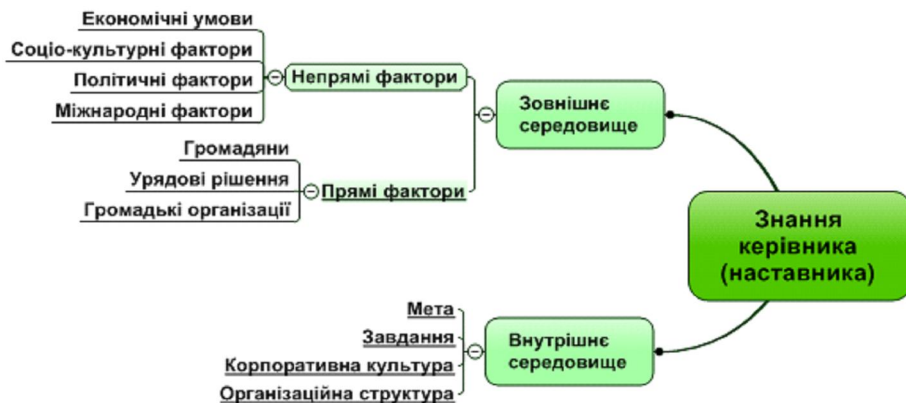 Економічні умови
Соціо-культурні фактори
Політичні фактори
Міжнародні фактори
Непрямі фактори
Громадяни
Урядові рішення
Громадькі організації
Прямі фактори
Зовнішнє
середовище
Знання
керівника
(наставника)
Мета
Завдання
Корпоративна культура
Організаційна структура
Внутрішнє
середовище